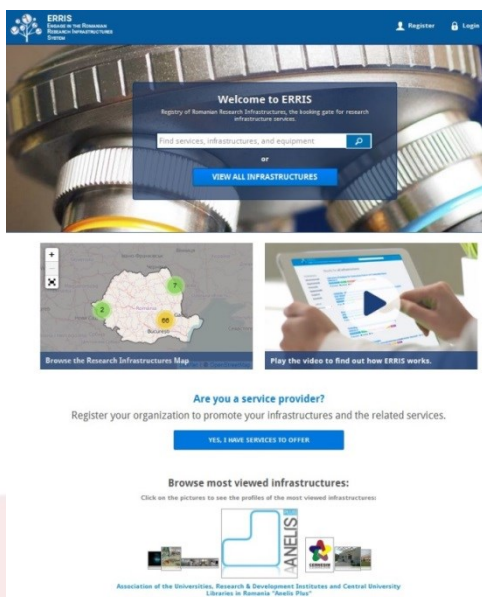 ERRIS
ENGAGE IN THE ROMANIAN
RESEARCH INFRASTRUCTURES
SYSTEM
Register
Login
Welcome to ERRIS
Registry of Romanian Research Infrastructures, the booking gate for research
infrastructure services.
Find services, infrastructures, and equipment
or
VIEW ALL INFRASTRUCTURES
+
7
2
66
Browse the Research Infrastructures Map
Play the video to find out how ERRIS works.
Are you a service provider?
Register your organization to promote your infrastructures and the related services.
YES, I HAVE SERVICES TO OFFER
Browse most viewed infrastructures:
Click on the pictures to see the profiles of the most viewed infrastructures:
ANELIS
Association of the Universities, Research & Development Institutes and Central University
Libraries in Romania "Anelis Plus"